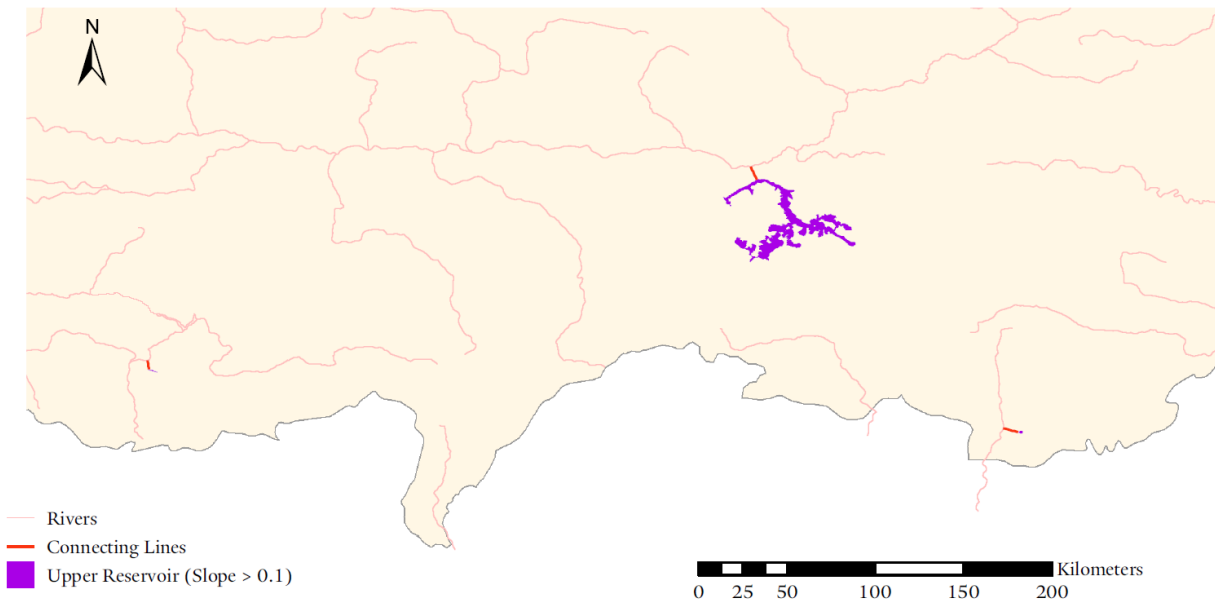 N
Rivers
Connecting Lines
Upper Reservoir (Slope > 0.1)
Kilometers
0 25 50 100 150 200